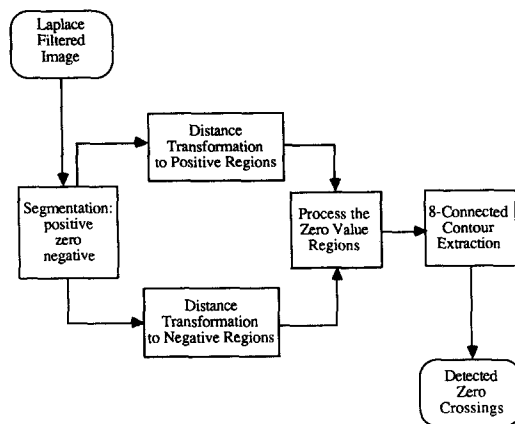 Laplace
Filtered
Image
Distance
Transformation
to Positive Regions
Segmentation:
positive
zero
negative
Process the
Zero Value
Regions
8-Connected
Contour
Extraction
Distance
Transformation
to Negative Regions
Detected
Zero
Crossings